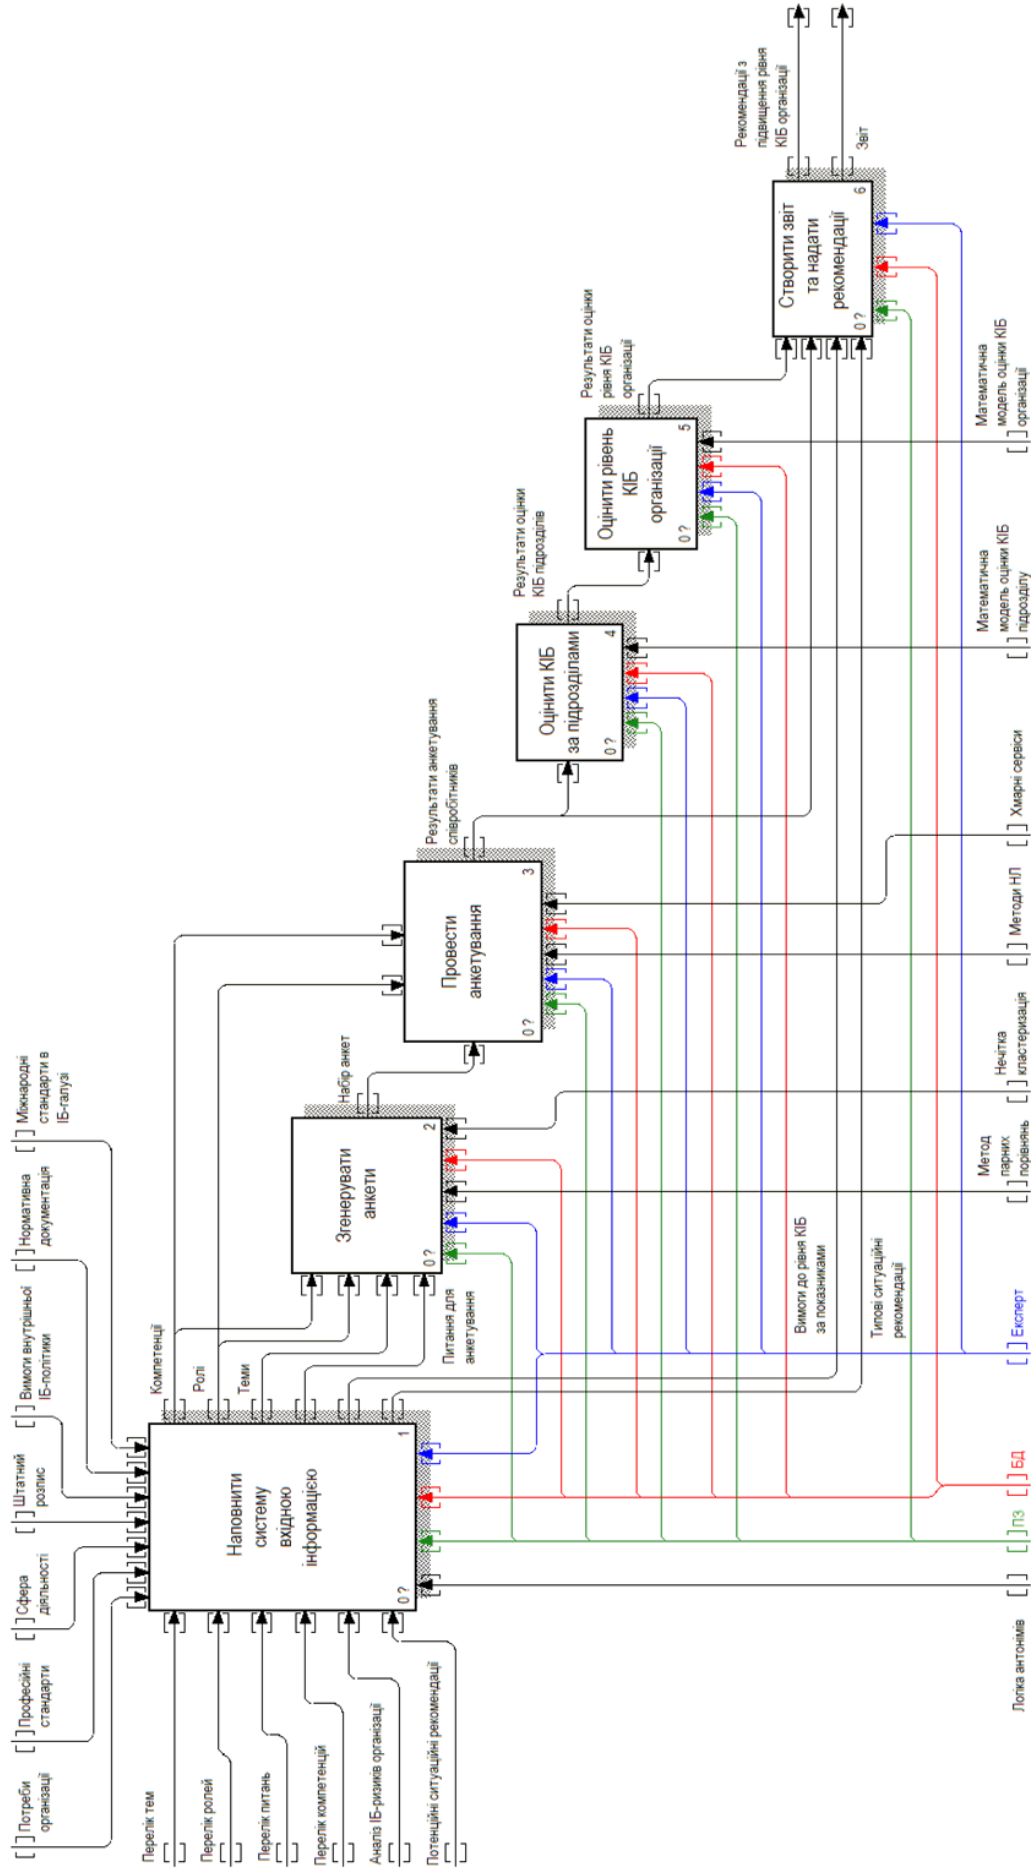 Потреби
організації
Професійні
стандарти
Сфера
діяльності
Штатний
розпис
Вимоги внутрішньої
ІБ-політики
Нормативна
документація
Міжнародні
стандарти в
ІБ-галузі
Перелік тем
Перелік ролей
Перелік питань
Перелік компетенцій
Аналіз ІБ-ризиків організації
Потенційні ситуаційні рекомендації
Наповнити
систему
вхідною
інформацією
0 ?
1
Компетенції
Ролі
Теми
Питання для
анкетування
Вимоги до рівня КІБ
за показниками
Типові ситуаційні
рекомендації
Згенерувати
анкети
0 ?
2
Набір анкет
Провести
анкетування
0 ?
3
Результати анкетування
співробітників
Оцінити КІБ
за підрозділами
0 ?
4
Результати оцінки
КІБ підрозділів
Оцінити рівень
КІБ
організації
0 ?
5
Результати оцінки
рівня КІБ
організації
Створити звіт
та надати
рекомендації
0 ?
6
Рекомендації з
підвищення рівня
КІБ організації
Звіт
Логіка антонімів
ПЗ
БД
Експерт
Метод
парних
порівнянь
Нечітка
кластеризація
Методи НЛ
Хмарні сервіси
Математична
модель оцінки КІБ
підрозділу
Математична
модель оцінки КІБ
організації